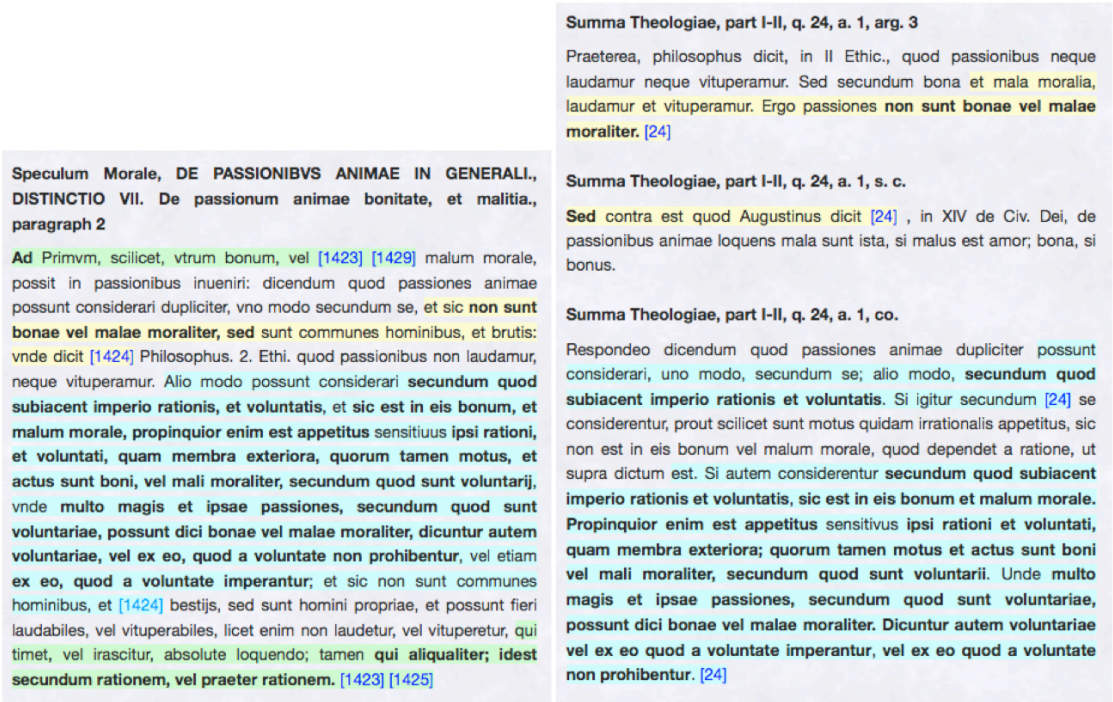 Speculum Morale, DE PASSIONIBVS ANIMAE IN GENERALI.,
DISTINCTIO VII. De passionum animae bonitate, et malitia.,
paragraph 2
Ad Primvm, scilicet, vtrum bonum, vel [1423] [1429] malum morale,
possit in passionibus inueniri: dicendum quod passiones animae
possunt considerari dupliciter, vno modo secundum se, et sic non sunt
bonae vel malae moraliter, sed sunt communes hominibus, et brutis:
vnde dicit [1424] Philosophus. 2. Ethi. quod passionibus non laudamur,
neque vituperamur. Alio modo possunt considerari secundum quod
subiacent imperio rationis, et voluntatis, et sic est in eis bonum, et
malum morale, propinquior enim est appetitus sensitiuus ipsi rationi,
et voluntati, quam membra exteriora, quorum tamen motus, et
actus sunt boni, vel mali moraliter, secundum quod sunt voluntarij,
vnde multo magis et ipsae passiones, secundum quod sunt
voluntariae, possunt dici bonae vel malae moraliter, dicuntur autem
voluntariae, vel ex eo, quod a voluntate non prohibentur, vel etiam
ex eo, quod a voluntate imperantur; et sic non sunt communes
hominibus, et [1424] bestijs, sed sunt homini propriae, et possunt fieri
laudabiles, vel vituperabiles, licet enim non laudetur, vel vituperetur, qui
timet, vel irascitur, absolute loquendo; tamen qui aliqualiter; idest
secundum rationem, vel praeter rationem. [1423] [1425]
Summa Theologiae, part I-II, q. 24, a. 1, arg. 3
Praeterea, philosophus dicit, in II Ethic., quod passionibus neque
laudamur neque vituperamur. Sed secundum bona et mala moralia,
laudamur et vituperamur. Ergo passiones non sunt bonae vel malae
moraliter. [24]
Summa Theologiae, part I-II, q. 24, a. 1, s. c.
Sed contra est quod Augustinus dicit [24] , in XIV de Civ. Dei, de
passionibus animae loquens mala sunt ista, si malus est amor; bona, si
bonus.
Summa Theologiae, part I-II, q. 24, a. 1, co.
Respondeo dicendum quod passiones animae dupliciter possunt
considerari, uno modo, secundum se; alio modo, secundum quod
subiacent imperio rationis et voluntatis. Si igitur secundum [24] se
considerentur, prout scilicet sunt motus quidam irrationalis appetitus, sic
non est in eis bonum vel malum morale, quod dependet a ratione, ut
supra dictum est. Si autem considerentur secundum quod subiacent
imperio rationis et voluntatis, sic est in eis bonum et malum morale.
Propinquior enim est appetitus sensitivus ipsi rationi et voluntati,
quam membra exteriora; quorum tamen motus et actus sunt boni
vel mali moraliter, secundum quod sunt voluntarii. Unde multo
magis et ipsae passiones, secundum quod sunt voluntariae,
possunt dici bonae vel malae moraliter. Dicuntur autem voluntariae
vel ex eo quod a voluntate imperantur, vel ex eo quod a voluntate
non prohibentur. [24]